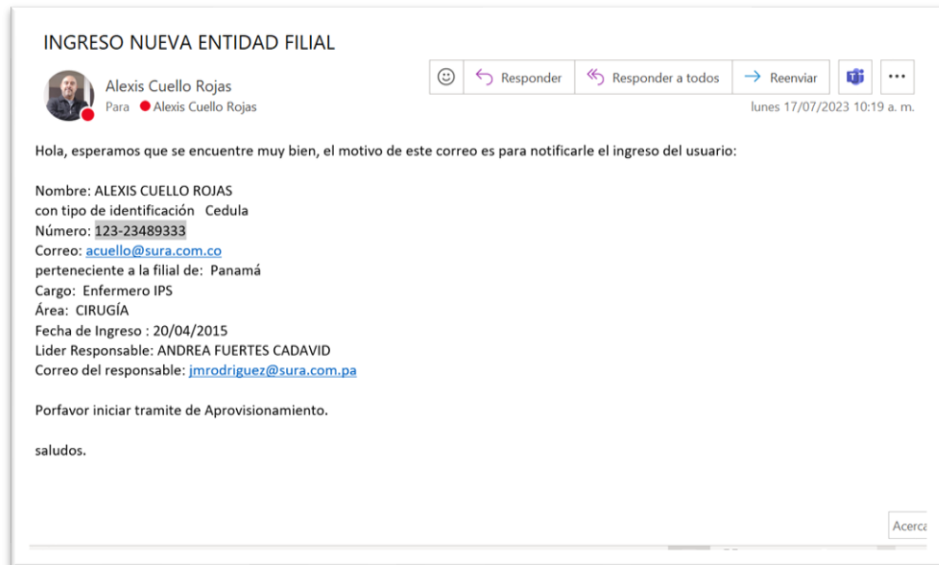 INGRESO NUEVA ENTIDAD FILIAL
Alexis Cuello Rojas
Responder
Responder a todos
Reenviar
Para Alexis Cuello Rojas
lunes 17/07/2023 10:19 a. m.
Hola, esperamos que se encuentre muy bien, el motivo de este correo es para notificarle el ingreso del usuario:
Nombre: ALEXIS CUELLO ROJAS
con tipo de identificación Cedula
Número: 123-23489333
Correo: acuello@sura.com.co
perteneciente a la filial de: Panamá
Cargo: Enfermero IPS
Área: CIRUGÍA
Fecha de Ingreso : 20/04/2015
Lider Responsable: ANDREA FUERTES CADAVID
Correo del responsable: jmrodriguez@sura.com.pa
Porfavor iniciar tramite de Aprovisionamiento.
saludos.
Acerca